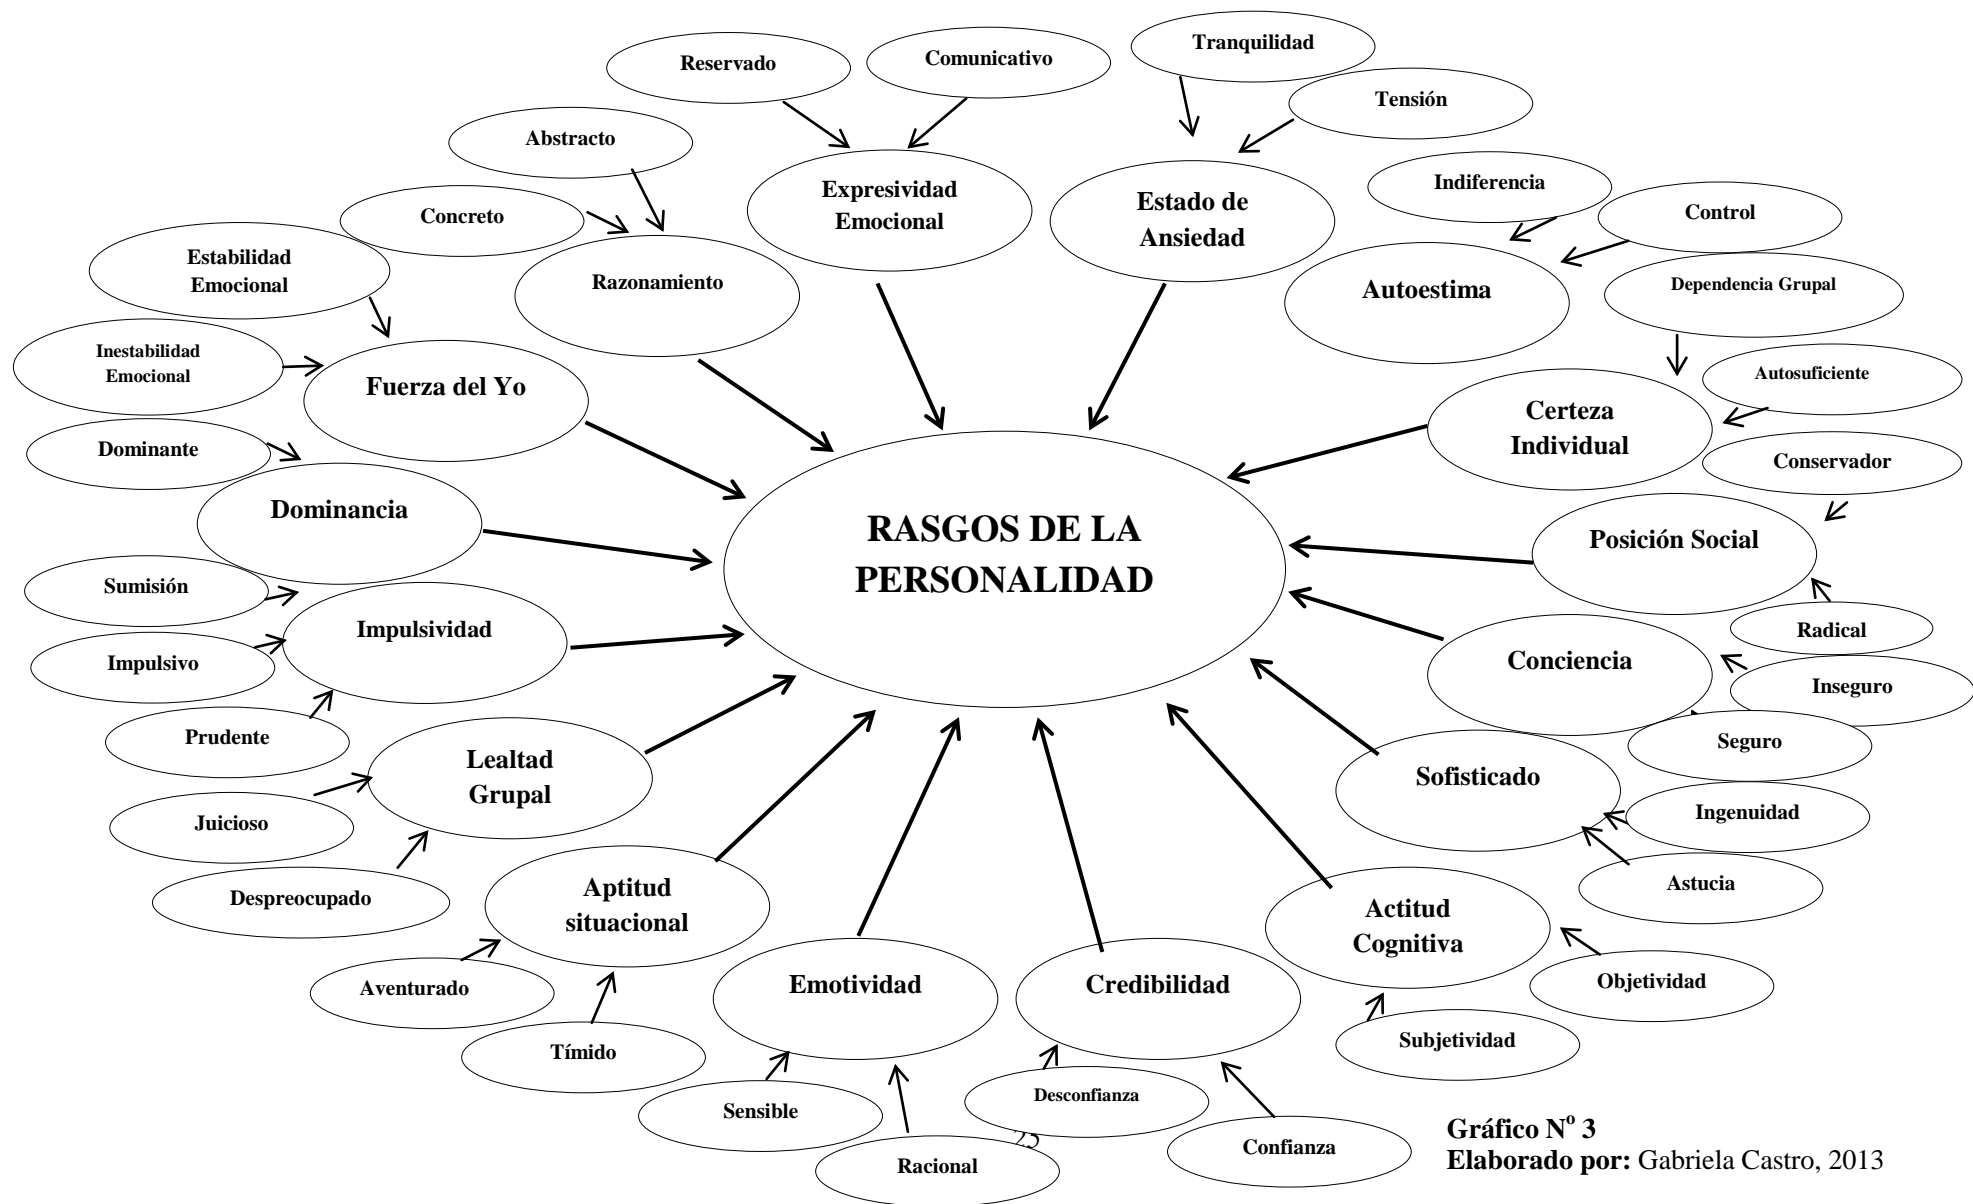 Tranquilidad
Reservado
Comunicativo
Tensión
Abstracto
Indiferencia
Expresividad
Emocional
Estado de
Ansiedad
Concreto
Control
Estabilidad
Emocional
Razonamiento
Autoestima
Dependencia Grupal
Inestabilidad
Emocional
Fuerza del Yo
Autosuficiente
Certeza
Individual
Dominante
Conservador
Dominancia
RASGOS DE LA
PERSONALIDAD
Posición Social
Sumisión
Impulsividad
Radical
Impulsivo
Conciencia
Inseguro
Prudente
Seguro
Lealtad
Grupal
Sofisticado
Juicioso
Ingenuidad
Despreocupado
Aptitud
situacional
Astucia
Actitud
Cognitiva
Aventurado
Emotividad
Credibilidad
Objetividad
Tímido
Subjetividad
Sensible
Desconfianza
Racional
25
Confianza
Gráfico Nº 3
Elaborado por: Gabriela Castro, 2013